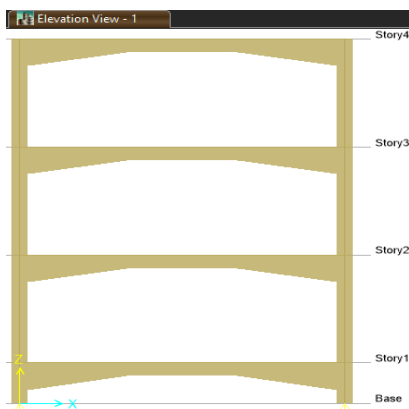 Elevation View - 1
Story4
Story3
Story2
Story1
Z
X
Base